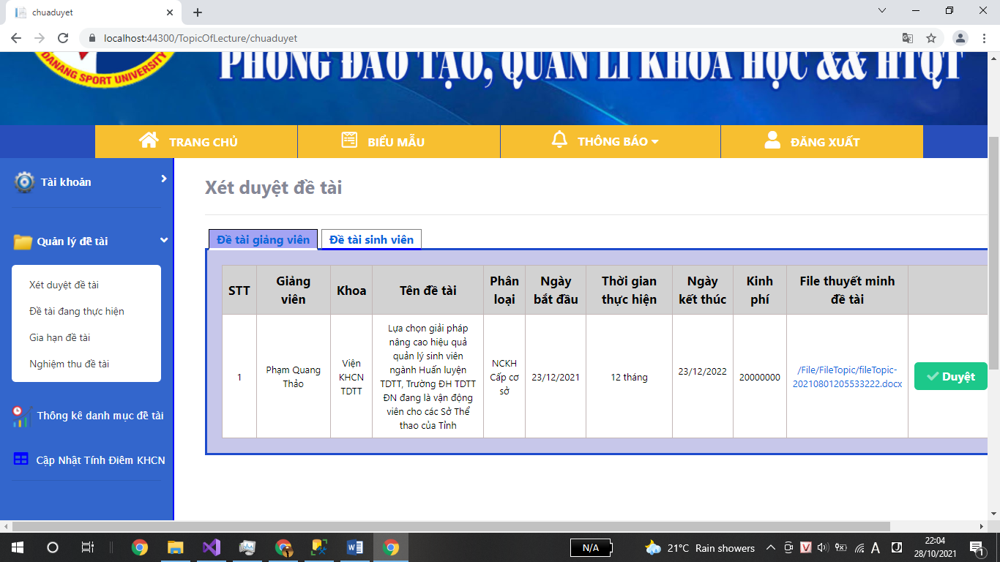 chuaduyet
localhost:44300/TopicOfLecture/chuaduyet
DANANG SPORT UNIVERSITY
PHÒNG ĐÀO TẠO, QUẢN LÍ KHOA HỌC && HTQT
TRANG CHỦ
BIỂU MẪU
THÔNG BÁO
ĐĂNG XUẤT
Tài khoản
Quản lý đề tài
Xét duyệt đề tài
Đề tài đang thực hiện
Gia hạn đề tài
Nghiệm thu đề tài
Thống kê danh mục đề tài
Cập Nhật Tính Điểm KHCN
Xét duyệt đề tài
Đề tài giảng viên
Đề tài sinh viên
STT
Giảng
viên
Khoa
Tên đề tài
Phân
loại
Ngày
bắt đầu
Thời gian
thực hiện
Ngày
kết thúc
Kinh
phí
File thuyết minh
đề tài
1
Phạm Quang
Thảo
Viện
KHCN
TDTT
Lựa chọn giải pháp
nâng cao hiệu quả
quản lý sinh viên
ngành Huấn luyện
TDTT, Trường ĐH TDTT
ĐN đang là vận động
viên cho các Sở Thể
thao của Tỉnh
NCKH
Cấp cơ
sở
23/12/2021
12 tháng
23/12/2022
20000000
/File/FileTopic/fileTopic-
20210801205533222.docx
Duyệt
N/A
21°C Rain showers
22:04
28/10/2021
1